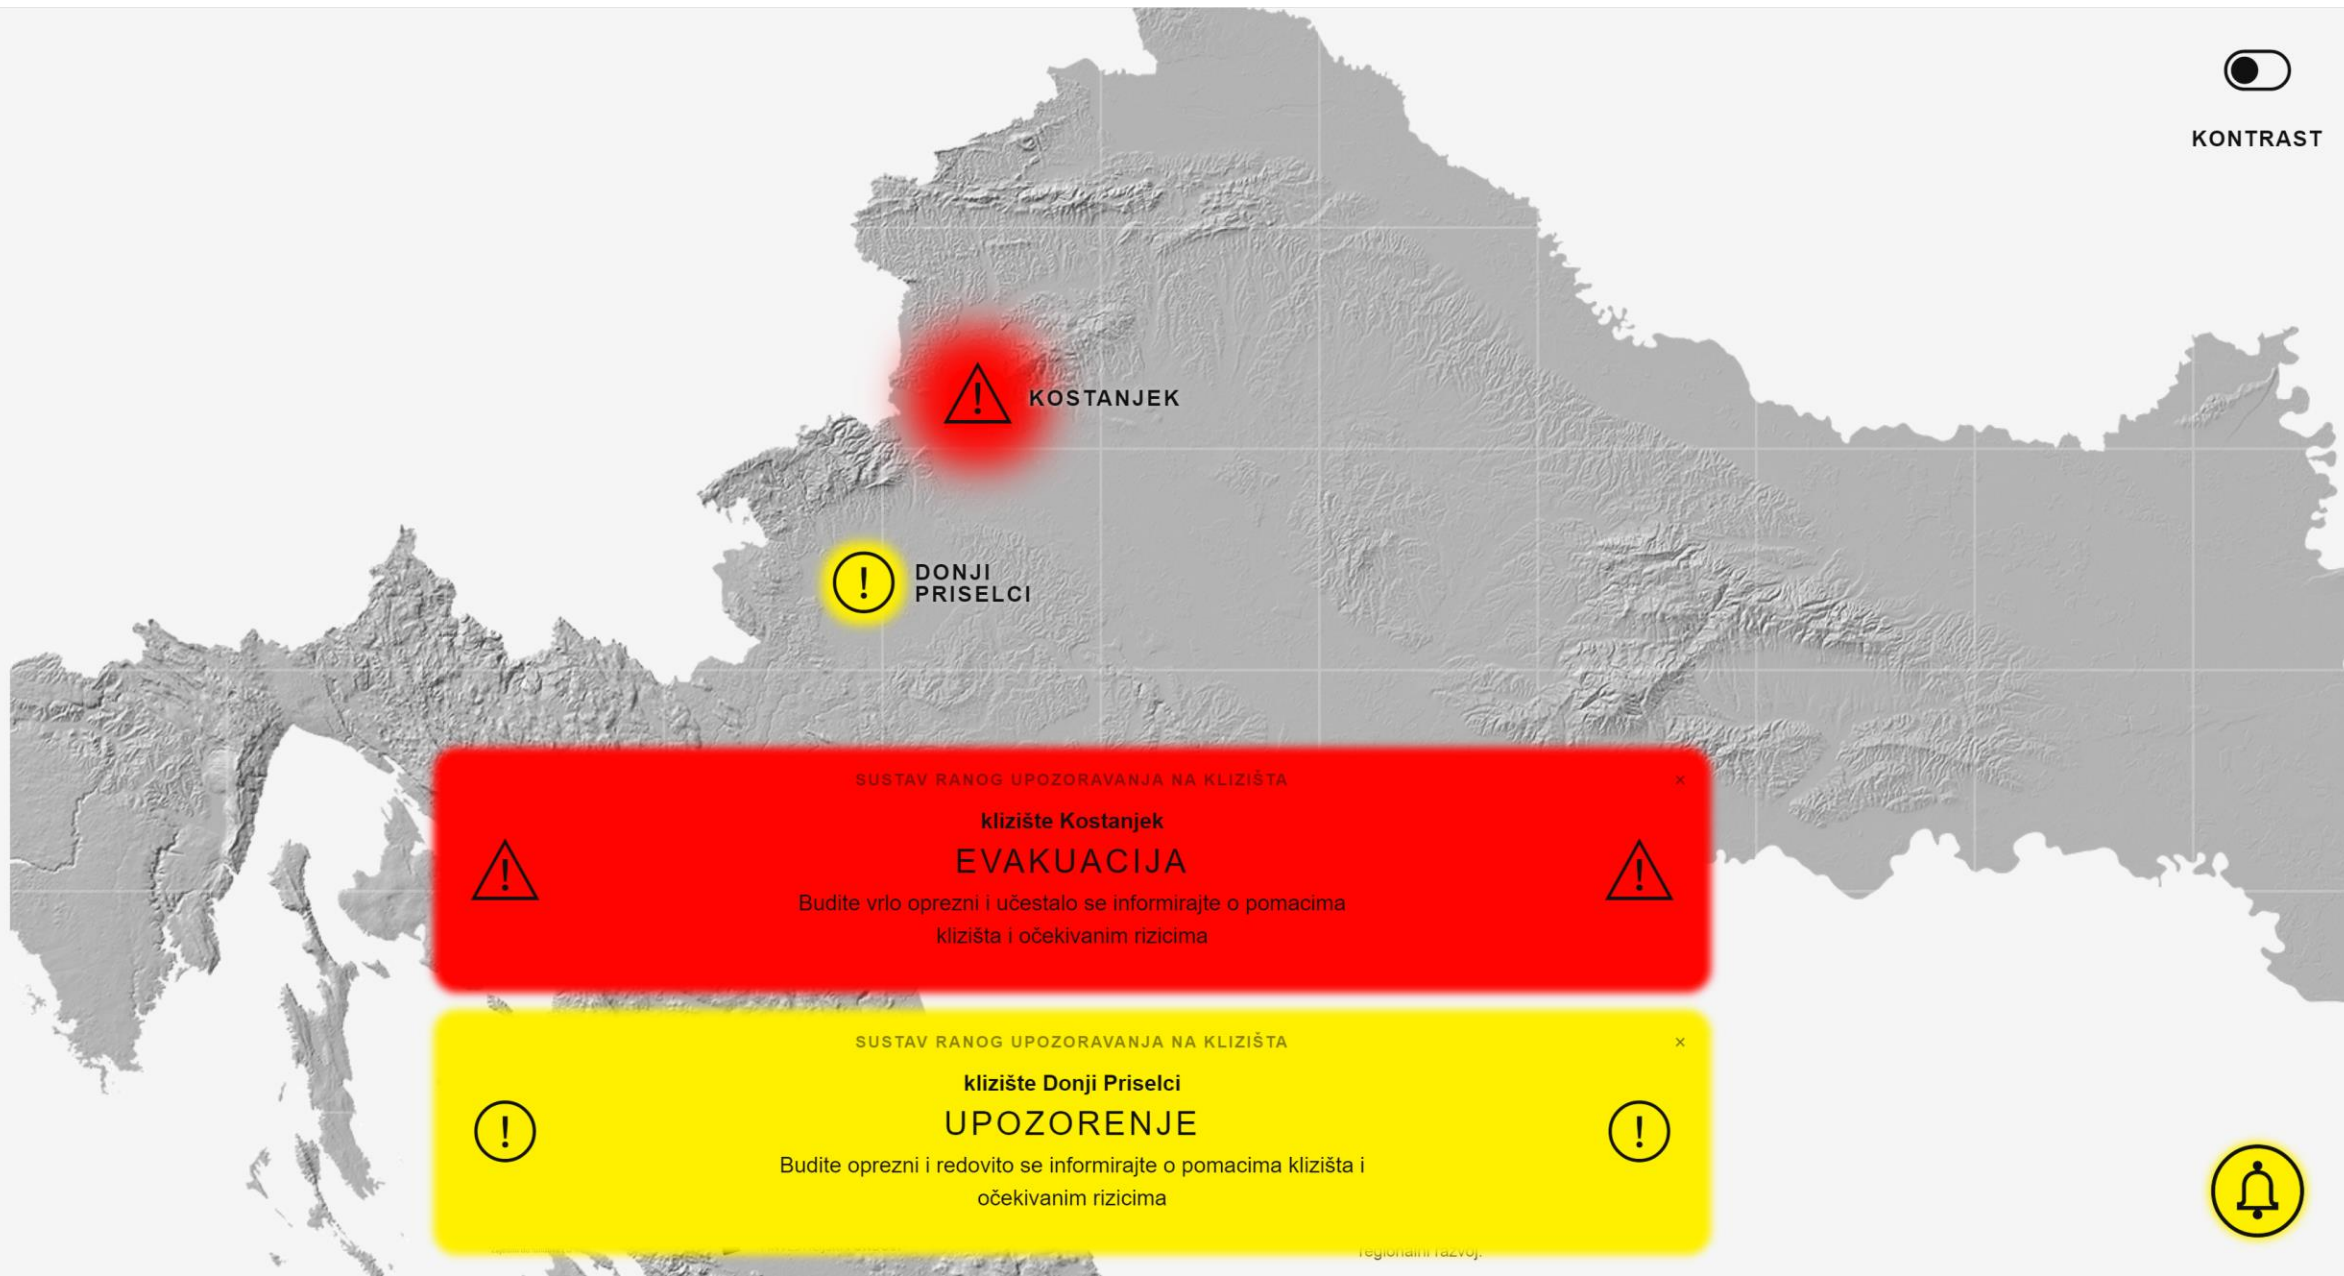 KONTRAST
KOSTANJEK
DONJI
PRISELCI
SUSTAV RANOG UPOZORAVANJA NA KLIZIŠTA ×
klizište Kostanjek
EVAKUACIJA
Budite vrlo oprezni i učestalo se informirajte o pomacima
klizišta i očekivanim rizicima
SUSTAV RANOG UPOZORAVANJA NA KLIZIŠTA ×
klizište Donji Priselci
UPOZORENJE
Budite oprezni i redovito se informirajte o pomacima klizišta i
očekivanim rizicima
regionalni razvoj.